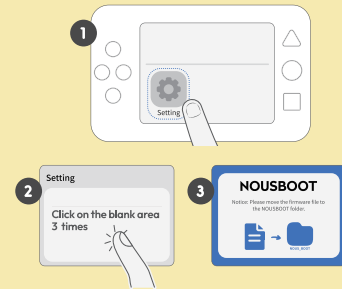 1
Setting
2
Setting
Click on the blank area
3 times
3
NOUSBOOT
Notice: Please move the firmware file to
the NOUSBOOT folder.
NOUS_BOOT